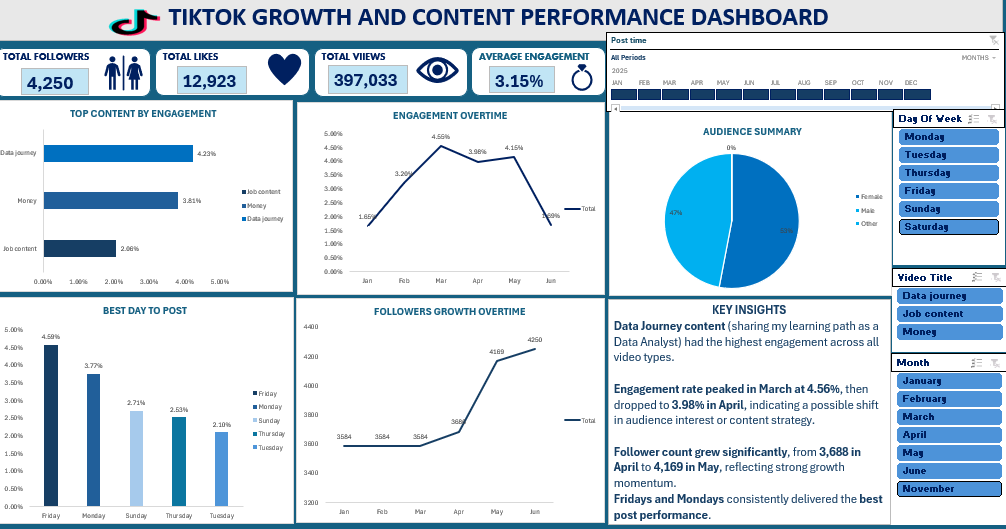 TIKTOK GROWTH AND CONTENT PERFORMANCE DASHBOARD
TOTAL FOLLOWERS
4,250
TOTAL LIKES
12,923
TOTAL VIEWS
397,033
AVERAGE ENGAGEMENT
3.15%
Post time
All Periods
MONTHS
2025
JAN FEB MAR APR MAY JUN JUL AUG SEP OCT NOV DEC
TOP CONTENT BY ENGAGEMENT
Data journey
4.23%
Money
3.81%
Job content
2.06%
0.00% 1.00% 2.00% 3.00% 4.00% 5.00%
Job content
Money
Data journey
ENGAGEMENT OVERTIME
5.00%
4.50%
4.00%
3.50%
3.00%
2.50%
2.00%
1.50%
1.00%
0.50%
0.00%
1.65%
3.20%
4.55%
3.98%
4.15%
Jan Feb Mar Apr May Jun
Total
AUDIENCE SUMMARY
0%
47%
Female
Male
Other
Day Of Week
Monday
Tuesday
Thursday
Friday
Sunday
Saturday
BEST DAY TO POST
5.00%
4.50%
4.00%
3.50%
3.00%
2.50%
2.00%
1.50%
1.00%
0.50%
0.00%
4.59%
3.77%
2.71%
2.53%
2.10%
Friday Monday Sunday Thursday Tuesday
Friday
Monday
Sunday
Thursday
Tuesday
FOLLOWERS GROWTH OVERTIME
4400
4200
4000
3800
3600
3400
3200
3584
3584
3584
4169
4250
Jan Feb Mar Apr May Jun
Total
KEY INSIGHTS
Data Journey content (sharing my learning path as a
Data Analyst) had the highest engagement across all
video types.
Engagement rate peaked in March at 4.56%, then
dropped to 3.98% in April, indicating a possible shift
in audience interest or content strategy.
Follower count grew significantly, from 3,688 in
April to 4,169 in May, reflecting strong growth
momentum.
Fridays and Mondays consistently delivered the best
post performance.
Video Title
Data journey
Job content
Money
Month
January
February
March
April
May
June
November